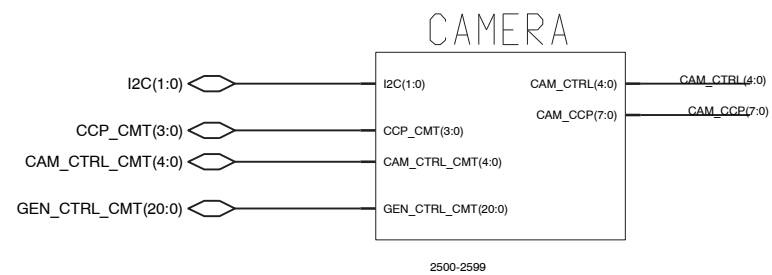 CAMERA
I2C(1:0) I2C(1:0) CAM_CTRL(4:0) CAM_CTRL(4:0)
CAM_CCP(7:0) CAM_CCP(7:0)
CCP_CMT(3:0) CCP_CMT(3:0)
CAM_CTRL_CMT(4:0) CAM_CTRL_CMT(4:0)
GEN_CTRL_CMT(20:0) GEN_CTRL_CMT(20:0)
2500-2599